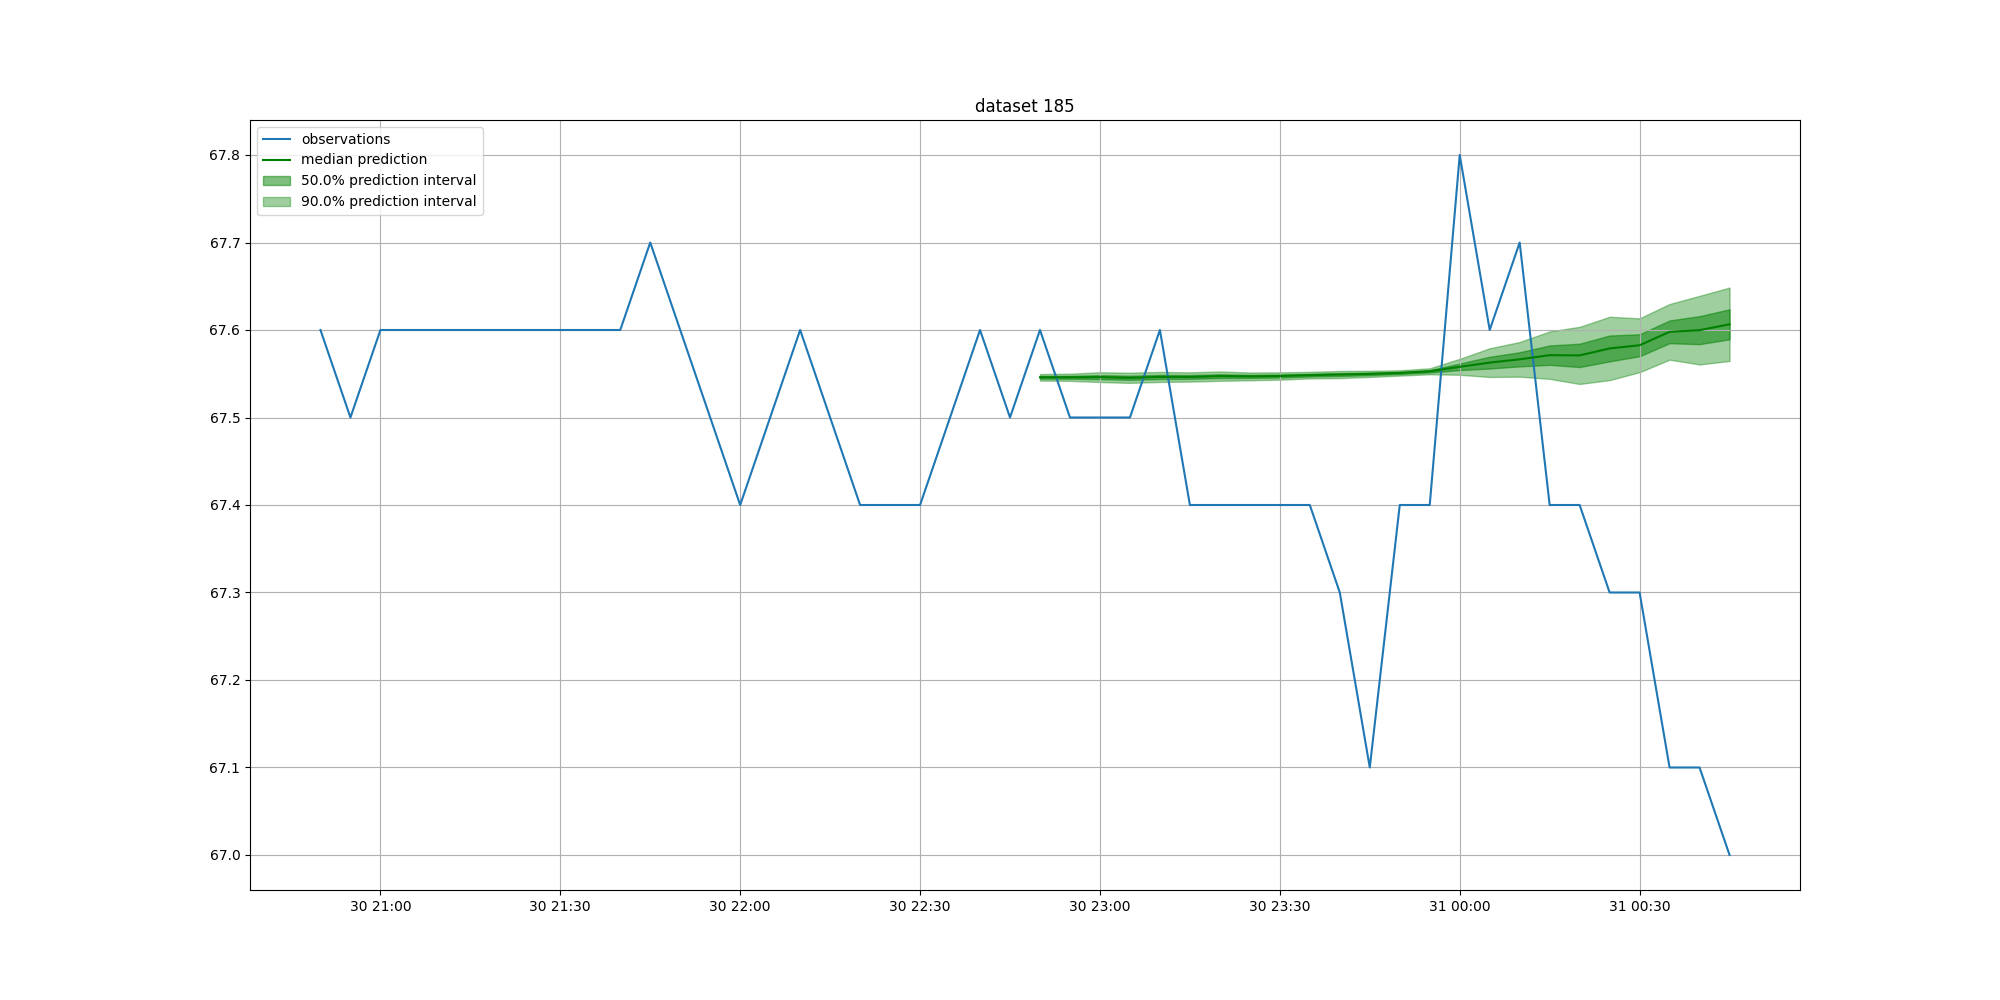 dataset 185
observations
median prediction
50.0% prediction interval
90.0% prediction interval
67.8
67.7
67.6
67.5
67.4
67.3
67.2
67.1
67.0
30 21:00 30 21:30 30 22:00 30 22:30 30 23:00 30 23:30 31 00:00 31 00:30